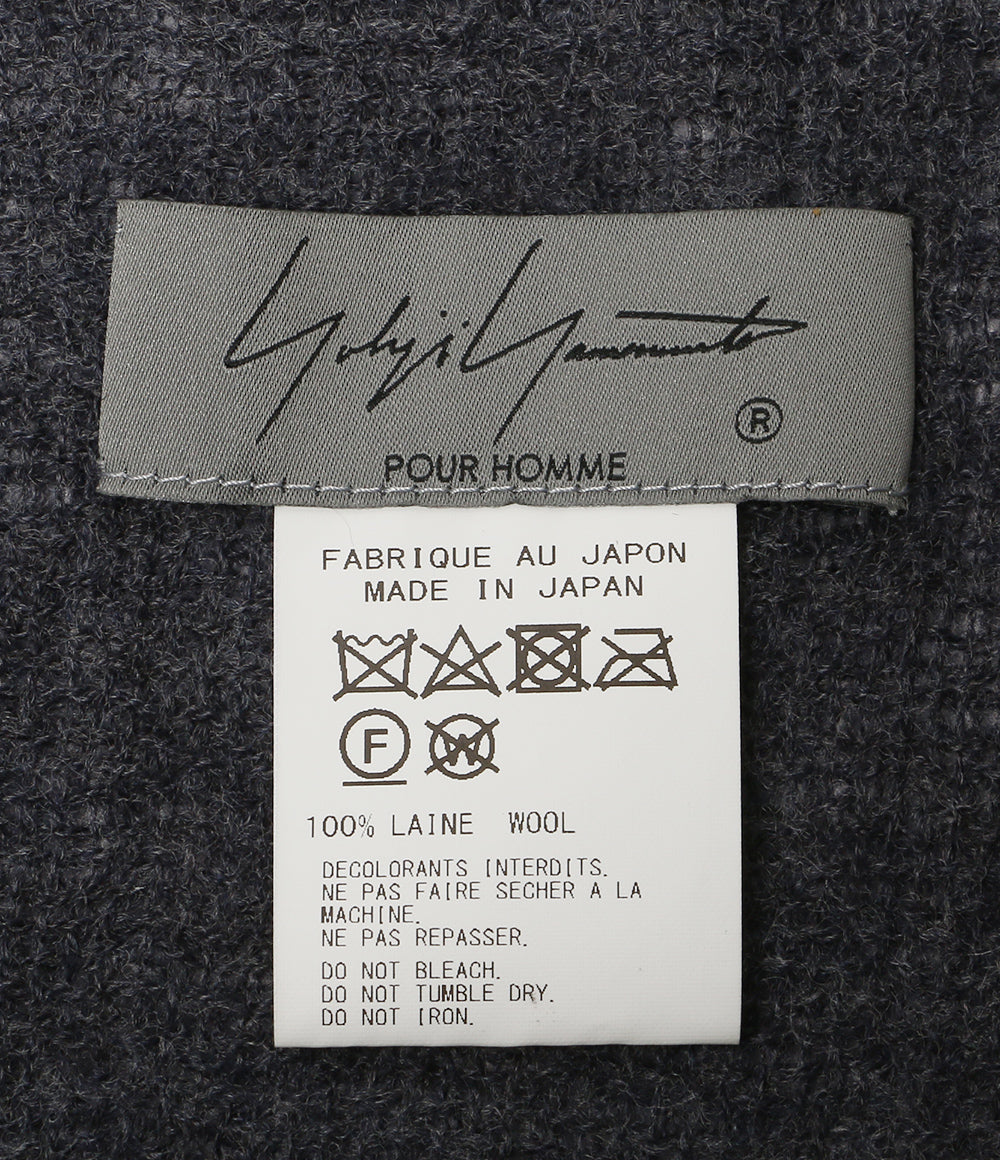 Yohji Yamamoto
®
POUR HOMME
FABRIQUE AU JAPON
MADE IN JAPAN
F W
100% LAINE WOOL
DECOLORANTS INTERDITS.
NE PAS FAIRE SECHER A LA
MACHINE.
NE PAS REPASSER.
DO NOT BLEACH.
DO NOT TUMBLE DRY.
DO NOT IRON.